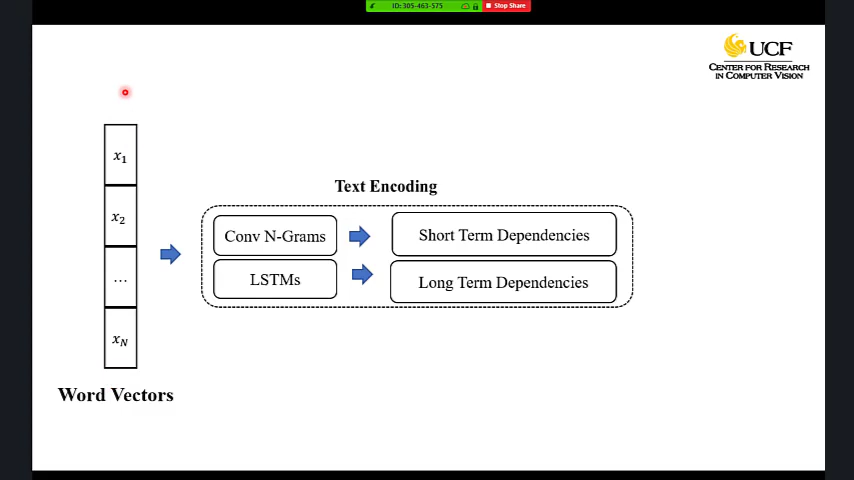 ID: 305-463-575 Stop Share
UCF
CENTER FOR RESEARCH
IN COMPUTER VISION
x1
x2
...
xN
Word Vectors
Text Encoding
Conv N-Grams
Short Term Dependencies
LSTMs
Long Term Dependencies